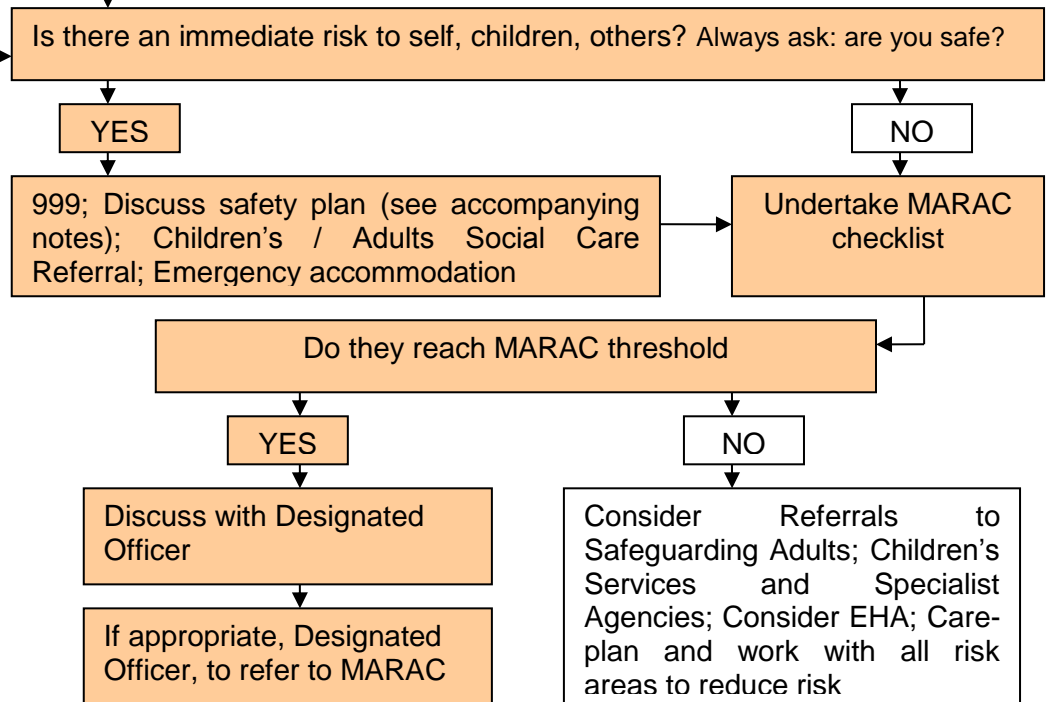 Is there an immediate risk to self, children, others? Always ask: are you safe?
YES
NO
999; Discuss safety plan (see accompanying
notes); Children's / Adults Social Care
Referral; Emergency accommodation
Undertake MARAC
checklist
Do they reach MARAC threshold
YES
NO
Discuss with Designated
Officer
If appropriate, Designated
Officer, to refer to MARAC
Consider Referrals to
Safeguarding Adults; Children’s
Services and Specialist
Agencies; Consider EHA; Care-
plan and work with all risk
areas to reduce risk